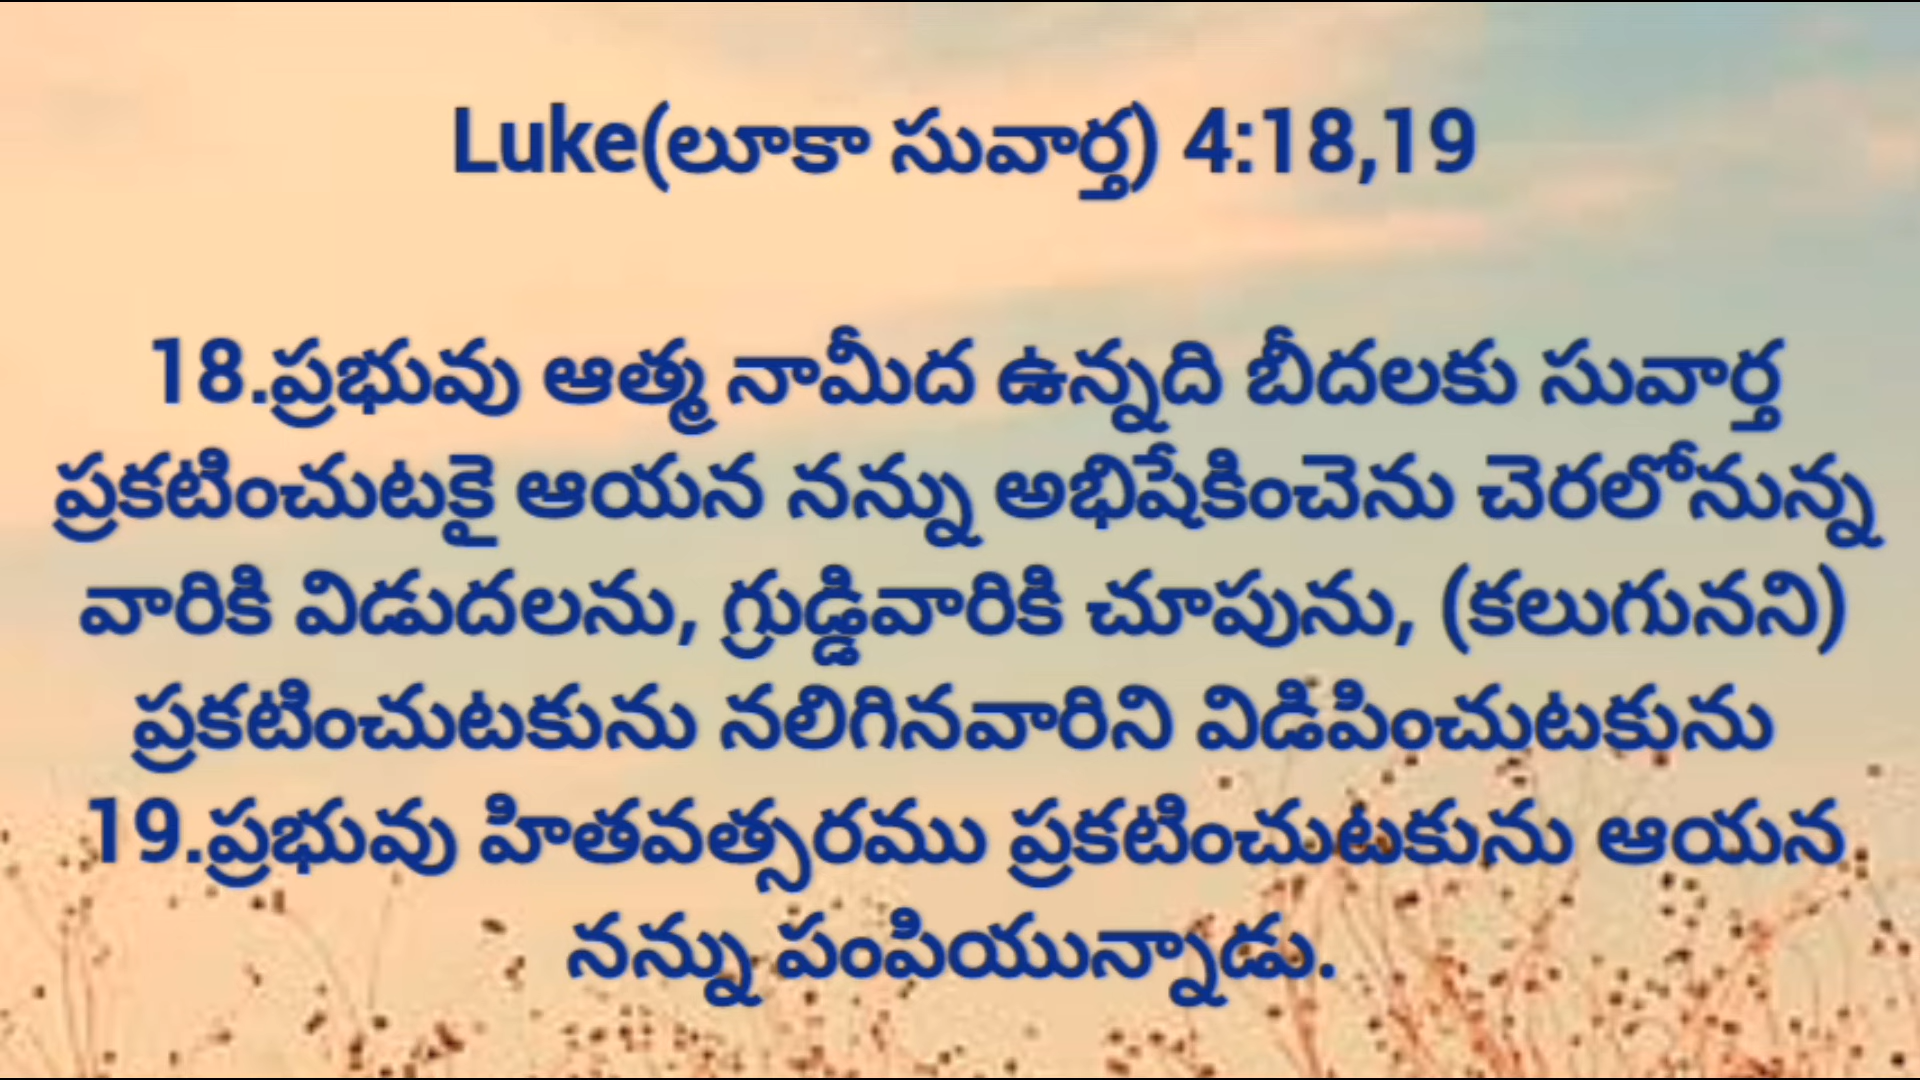 Luke(లూకా సువార్త) 4:18,19
18.ప్రభువు ఆత్మ నామీద ఉన్నది బీదలకు సువార్త
ప్రకటించుటకై ఆయన నన్ను అభిషేకించెను చెరలోనున్న
వారికి విడుదలను, గ్రుడ్డివారికి చూపును, (కలుగునని)
ప్రకటించుటకును నలిగినవారిని విడిపించుటకును
19.ప్రభువు హితవత్సరము ప్రకటించుటకును ఆయన
నన్ను పంపియున్నాడు.